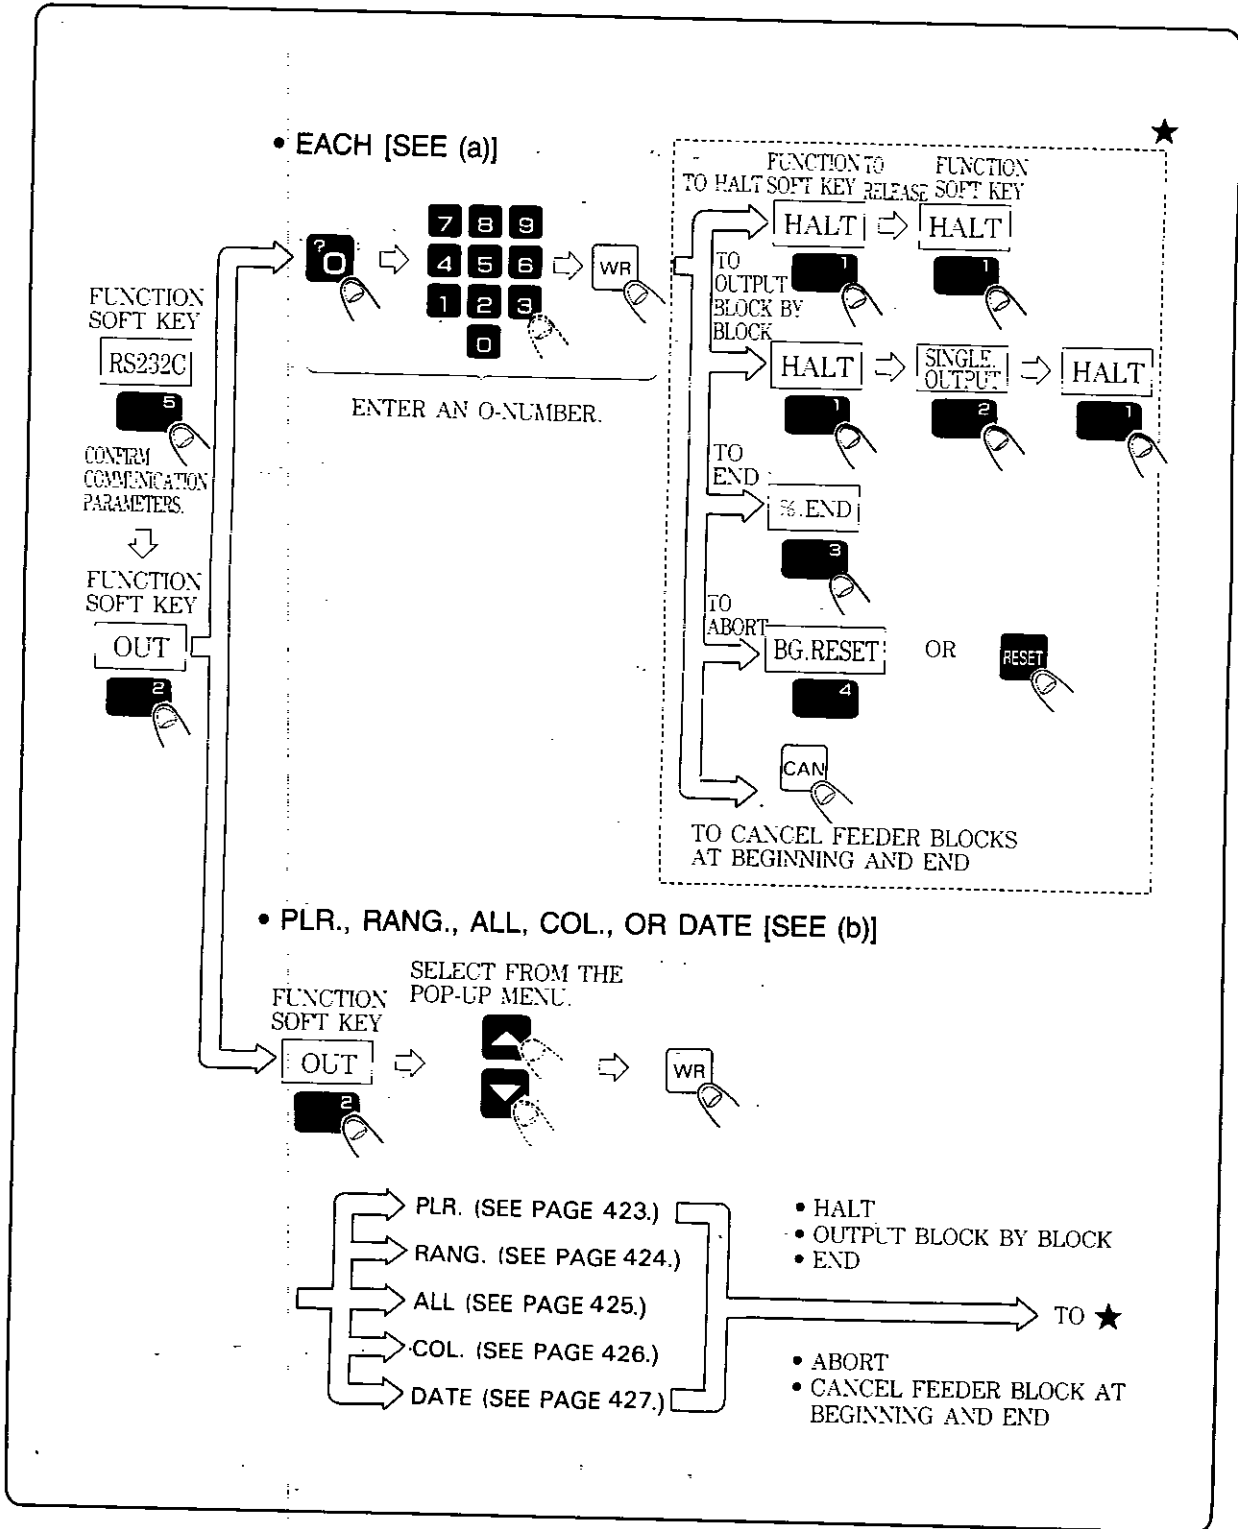 • EACH [SEE (a)]
★
FUNCTION SOFT KEY
RS232C
5
CONFIRM
COMMUNICATION
PARAMETERS.
FUNCTION
SOFT KEY
OUT
2
?O
7 8 9
4 5 6
1 2 3
0
WR
ENTER AN O-NUMBER.
TO HALT
FUNCTION
SOFT KEY
HALT
1
TO
RELEASE
FUNCTION
SOFT KEY
HALT
1
TO
OUTPUT
BLOCK BY
BLOCK
HALT
1
SINGLE.
OUTPUT
2
HALT
1
TO
END
%.END
3
TO
ABORT
BG.RESET
4
OR
RESET
CAN
TO CANCEL FEEDER BLOCKS
AT BEGINNING AND END
• PLR., RANG., ALL, COL., OR DATE [SEE (b)]
FUNCTION
SOFT KEY
OUT
2
SELECT FROM THE
POP-UP MENU.
WR
PLR. (SEE PAGE 423.)
RANG. (SEE PAGE 424.)
ALL (SEE PAGE 425.)
COL. (SEE PAGE 426.)
DATE (SEE PAGE 427.)
• HALT
• OUTPUT BLOCK BY BLOCK
• END
TO ★
• ABORT
• CANCEL FEEDER BLOCK AT
BEGINNING AND END